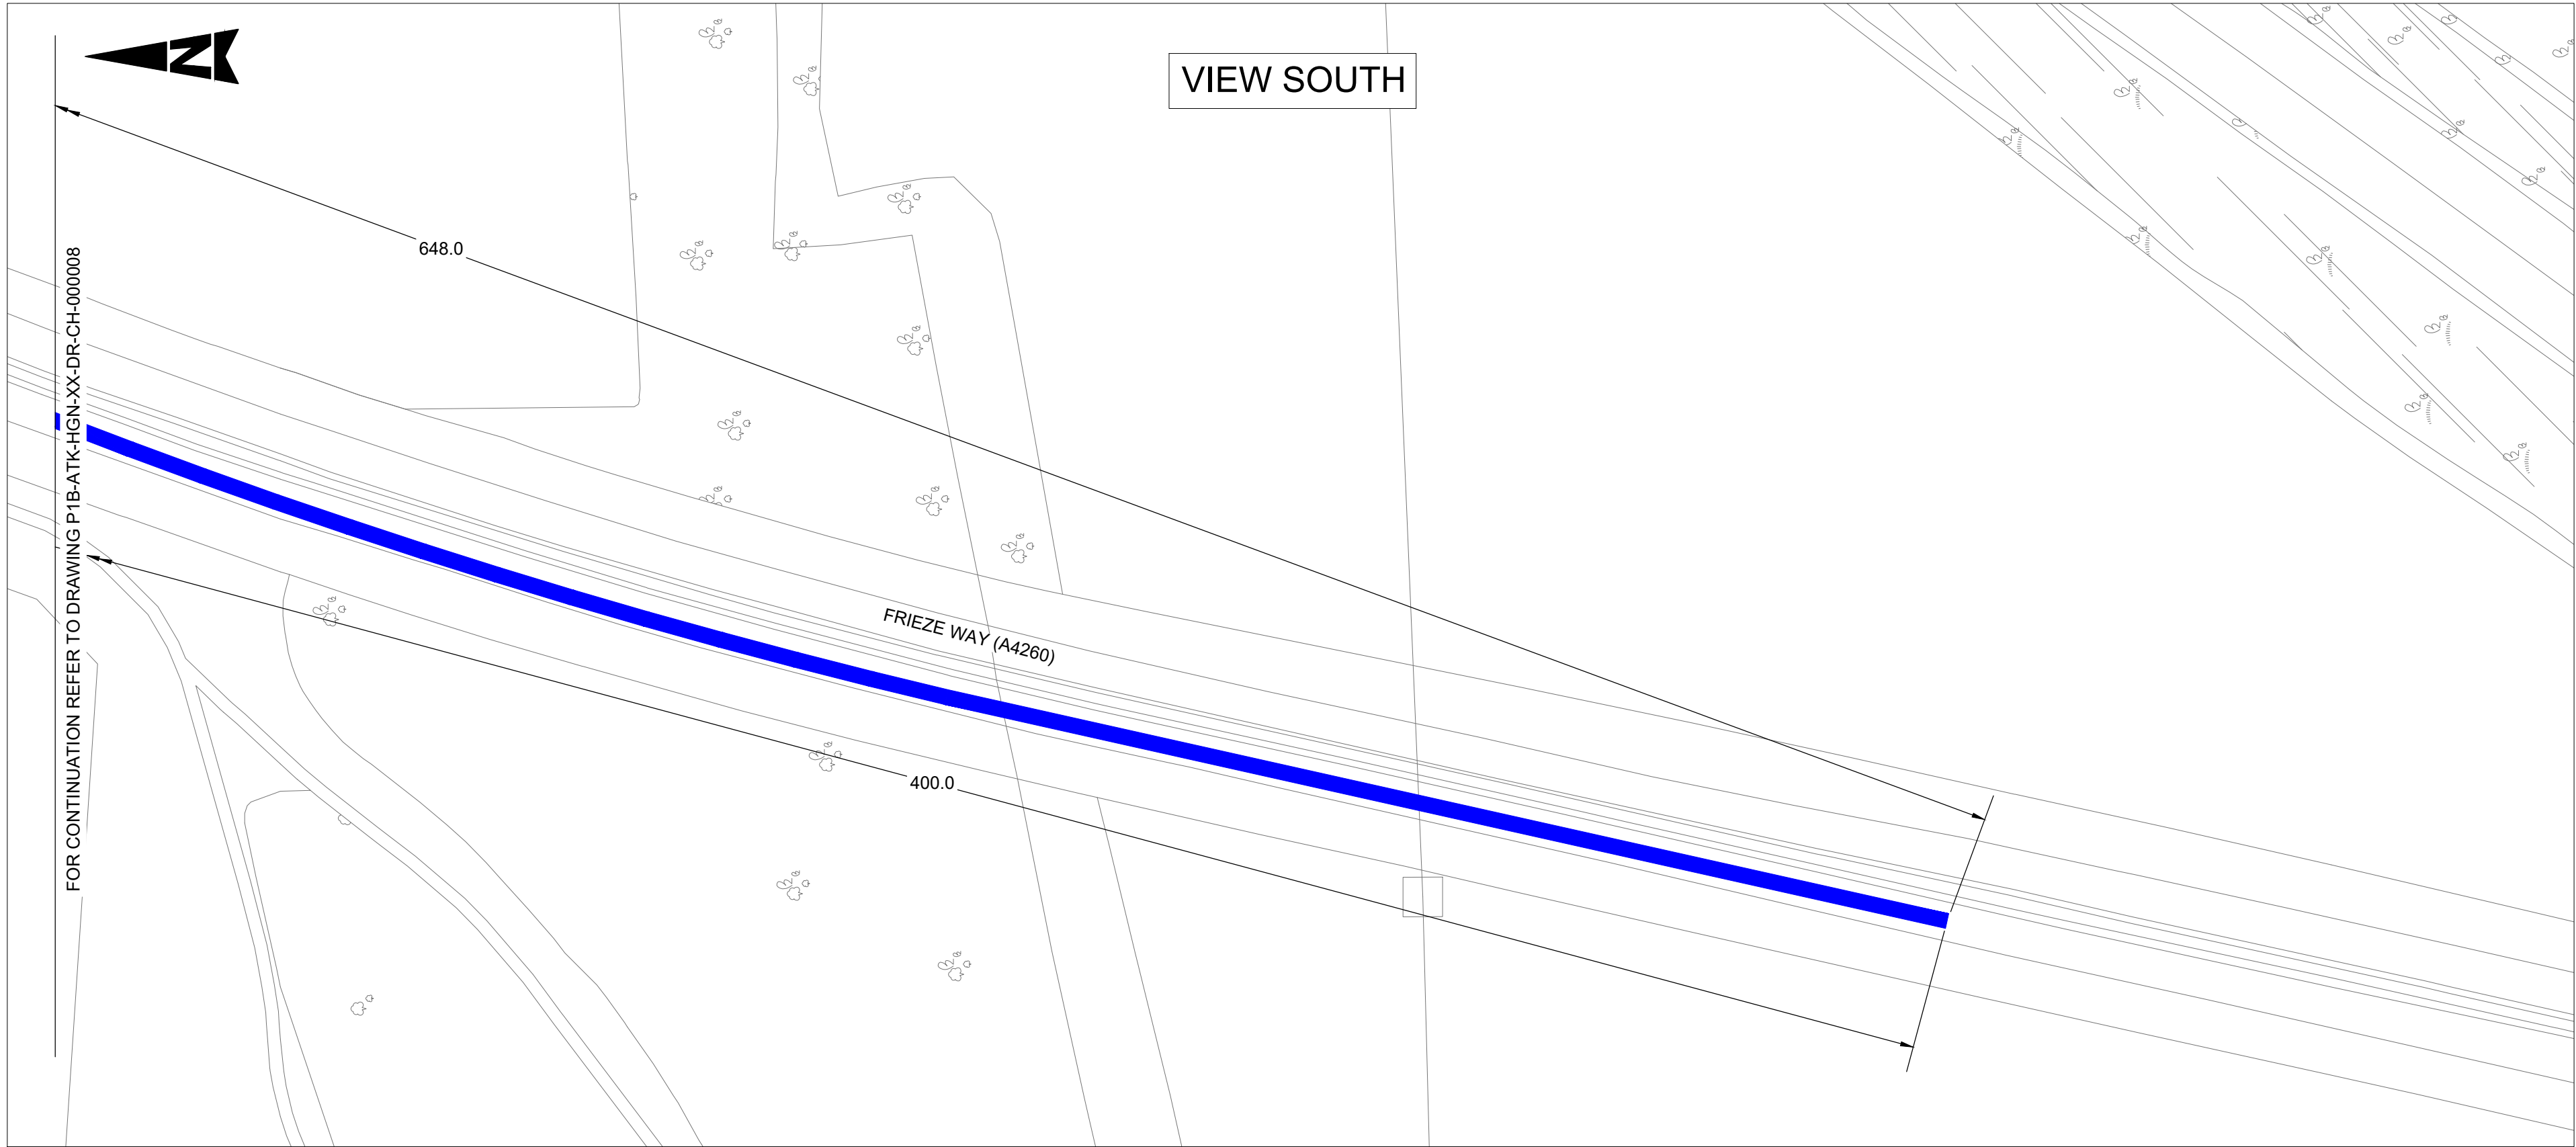 N
VIEW SOUTH
648.0
FOR CONTINUATION REFER TO DRAWING P1B-ATK-HGN-XX-DR-CH-000008
FRIEZE WAY (A4260)
400.0